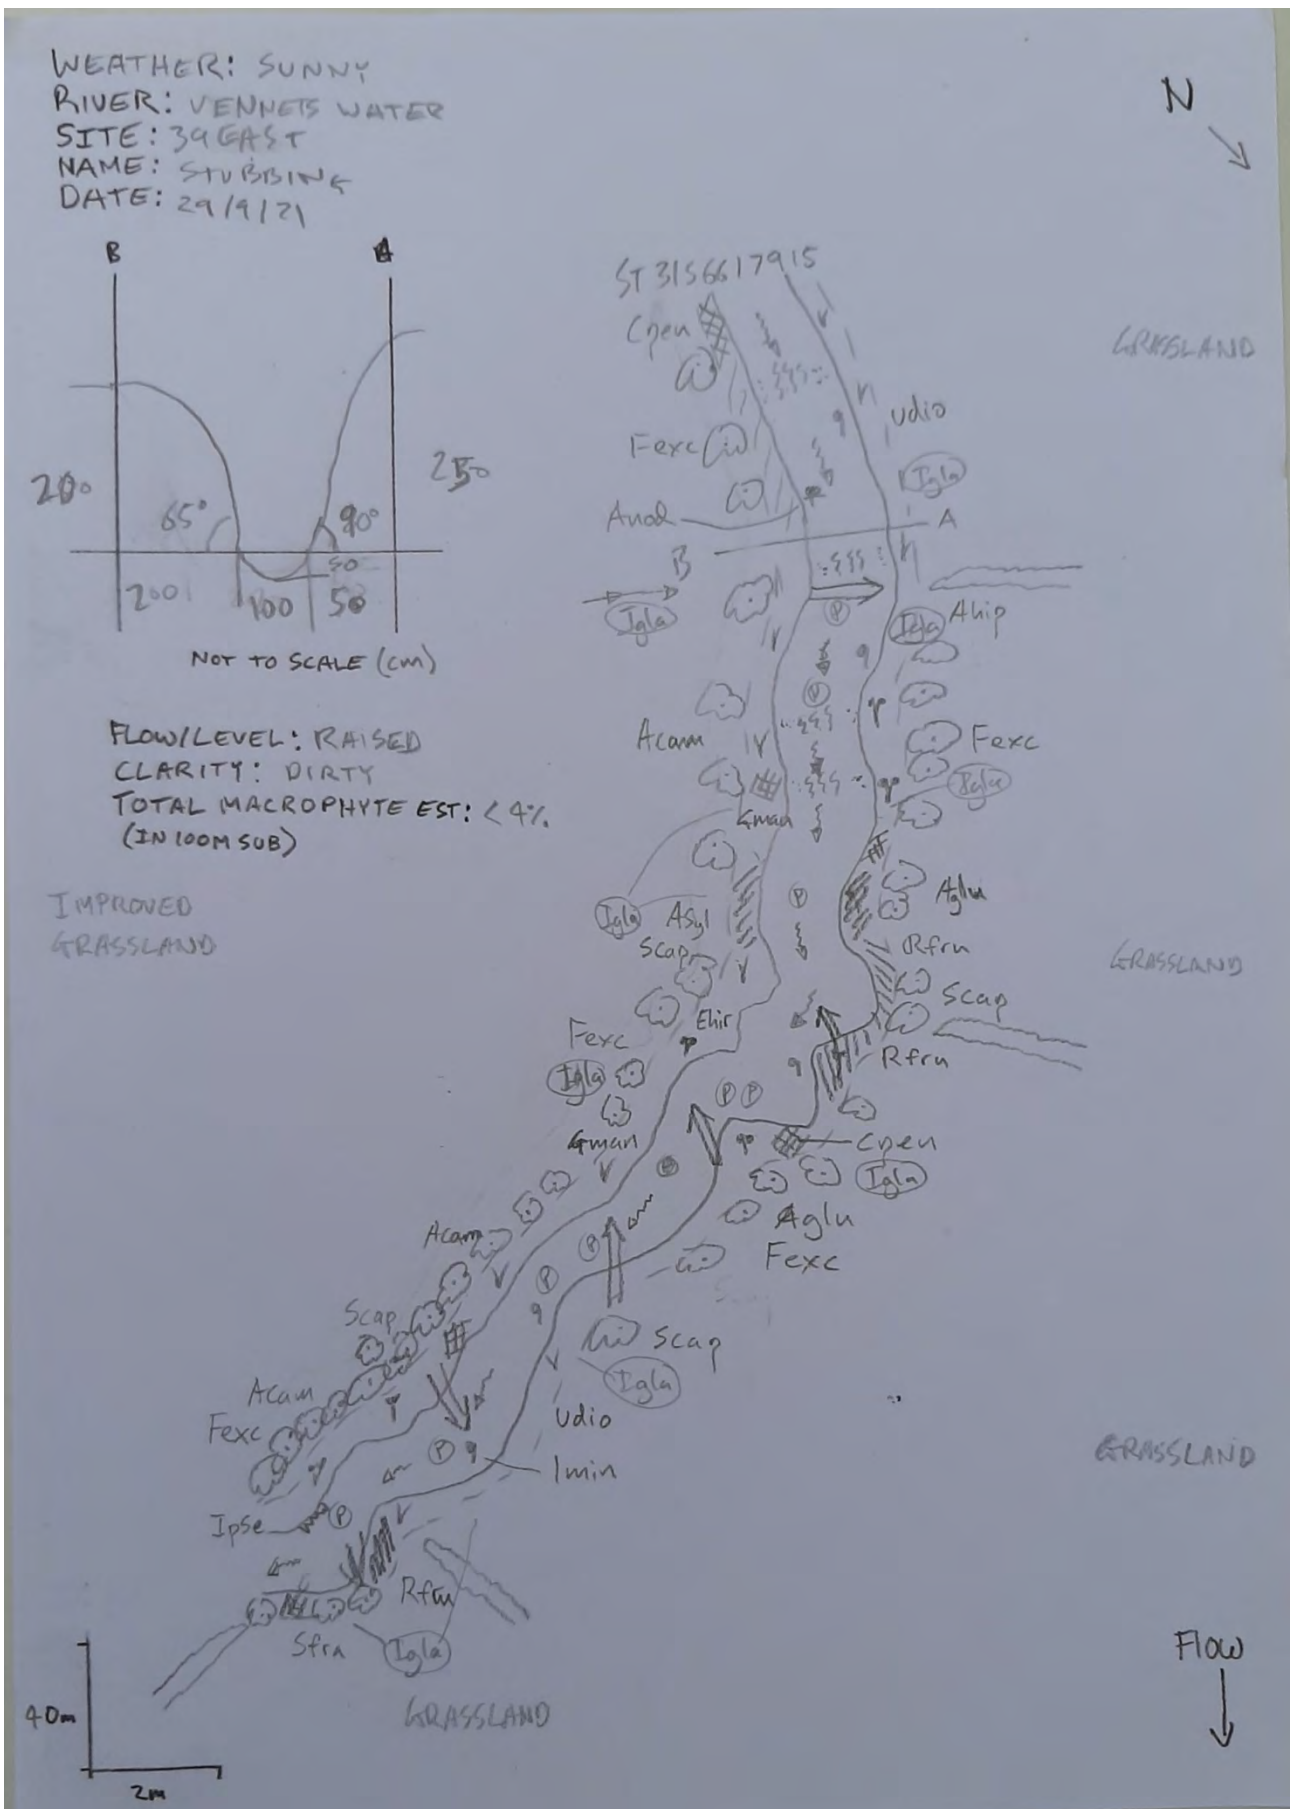 WEATHER: SUNNY
RIVER: VENNETS WATER
SITE: 39 EAST
NAME: STUBBING
DATE: 29/9/21
N
B
A
200
250
65°
90°
50
200
100
50
NOT TO SCALE (cm)
FLOW/LEVEL: RAISED
CLARITY: DIRTY
TOTAL MACROPHYTE EST: <4%
(IN 100M SUB)
IMPROVED
GRASSLAND
ST 31566 17915
Cpen
GRASSLAND
Udio
Fexc
Igla
Anod
A
B
Igla
Igla
Ahip
P
V
Acam
Fexc
Igla
Gman
P
Igla
Asyl
Aglu
Scap
Rfru
GRASSLAND
Scap
Ehir
Fexc
Rfru
Igla
P P
Gman
Cpen
Igla
Acam
P
Aglu
Fexc
P
Scap
Scap
Igla
Acam
Udio
Fexc
P
Imin
GRASSLAND
Ipse
P
Rfru
Sfra
Igla
GRASSLAND
Flow
40m
2m